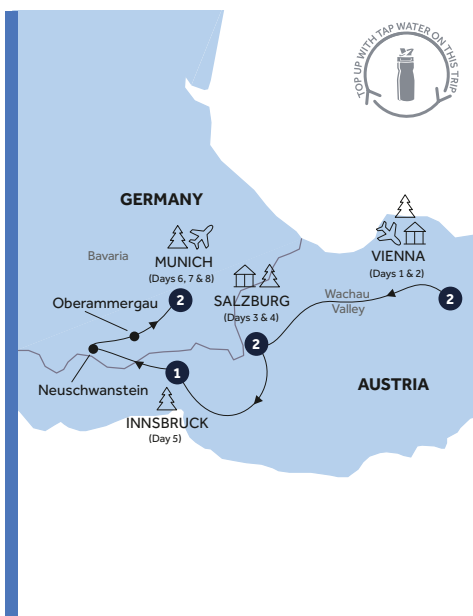 TOP UP WITH TAP WATER ON THIS TRIP
GERMANY
Bavaria
MUNICH
(Days 6, 7 & 8)
2
Oberammergau
Neuschwanstein
SALZBURG
(Days 3 & 4)
2
1
INNSBRUCK
(Day 5)
VIENNA
(Days 1 & 2)
2
Wachau
Valley
AUSTRIA